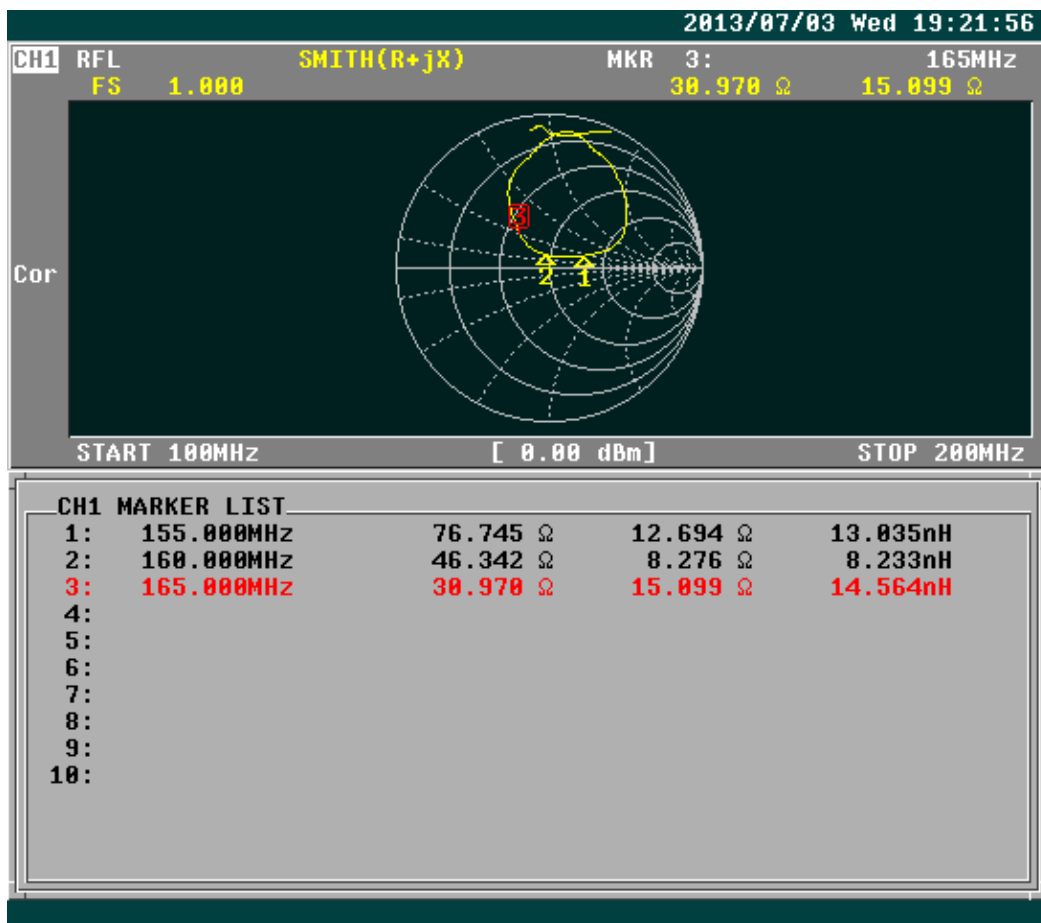 2013/07/03 Wed 19:21:56
CH1 RFL SMITH(R+jX) MKR 3: 165MHz
FS 1.000 30.970 Ω 15.099 Ω
3
Cor
2 1
START 100MHz [ 0.00 dBm] STOP 200MHz
CH1 MARKER LIST
1: 155.000MHz 76.745 Ω 12.694 Ω 13.035nH
2: 160.000MHz 46.342 Ω 8.276 Ω 8.233nH
3: 165.000MHz 30.970 Ω 15.099 Ω 14.564nH
4:
5:
6:
7:
8:
9:
10: